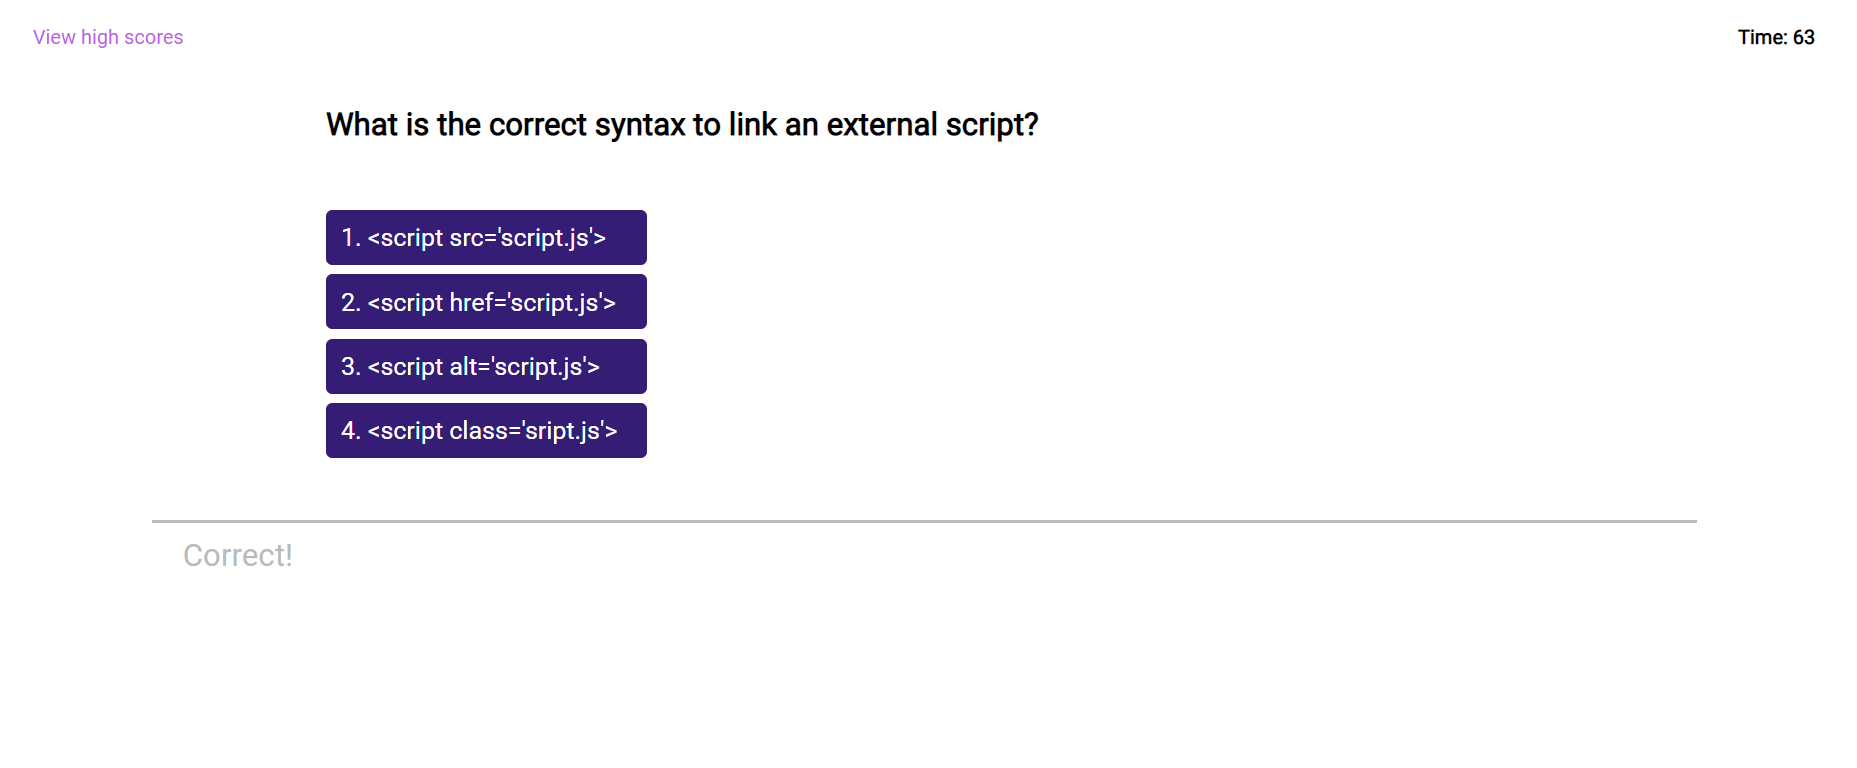 View high scores
Time: 63
What is the correct syntax to link an external script?
1. <script src='script.js'>
2. <script href='script.js'>
3. <script alt='script.js'>
4. <script class='sript.js'>
Correct!